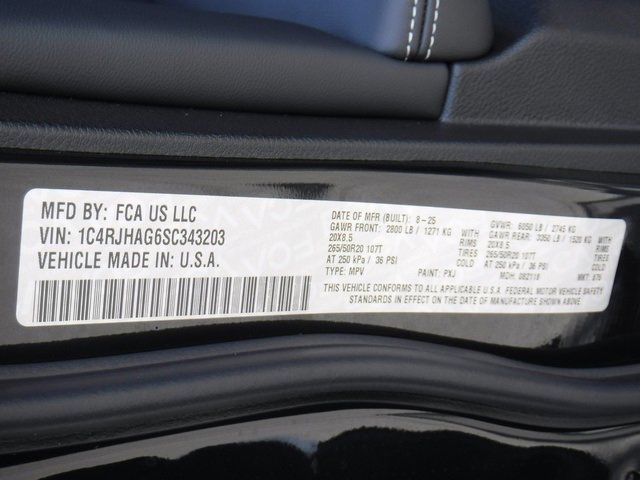 MFD BY: FCA US LLC
VIN: 1C4RJHAG6SC343203
VEHICLE MADE IN: U.S.A.
DATE OF MFR (BUILT): 8-25 GVWR: 6050 LB / 2745 KG
GAWR FRONT: 2800 LB / 1271 KG WITH GAWR REAR: 3350 LB / 1520 KG WITH
20X8.5 RIMS 20X8.5 RIMS
265/50R20 107T TIRES 265/50R20 107T TIRES
AT 250 kPa / 36 PSI COLD AT 250 kPa / 36 PSI COLD
TYPE: MPV PAINT: PXJ MDH: 082118 MKT:
THIS VEHICLE CONFORMS TO ALL APPLICABLE U.S.A. FEDERAL MOTOR VEHICLE SAFETY
STANDARDS IN EFFECT ON THE DATE OF MANUFACTURE SHOWN ABOVE.